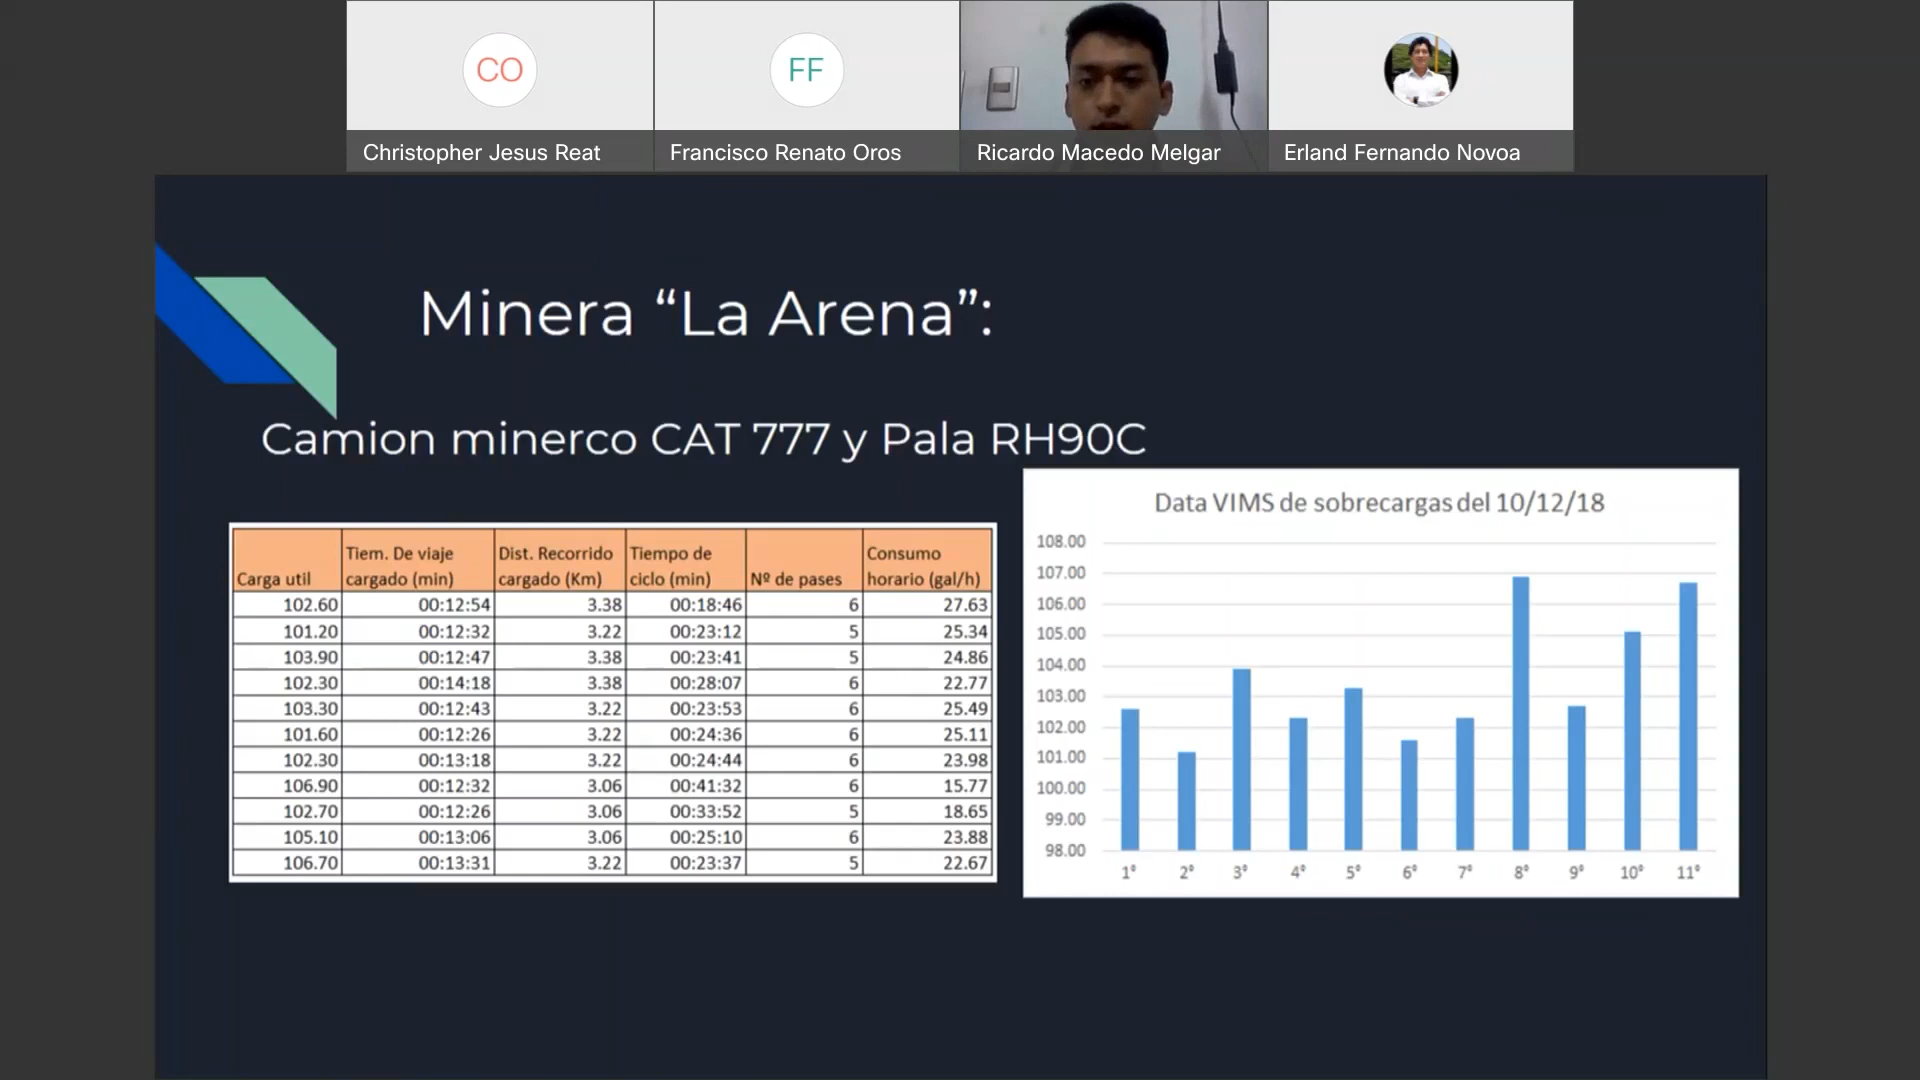 CO
FF
Christopher Jesus Reat
Francisco Renato Oros
Ricardo Macedo Melgar
Erland Fernando Novoa
Minera “La Arena”:
Camion minerco CAT 777 y Pala RH90C
Carga util | Tiem. De viaje cargado (min) | Dist. Recorrido cargado (Km) | Tiempo de ciclo (min) | Nº de pases | Consumo horario (gal/h)
102.60 00:12:54 3.38 00:18:46 6 27.63
101.20 00:12:32 3.22 00:23:12 5 25.34
103.90 00:12:47 3.38 00:23:41 5 24.86
102.30 00:14:18 3.38 00:28:07 6 22.77
103.30 00:12:43 3.22 00:23:53 6 25.49
101.60 00:12:26 3.22 00:24:36 6 25.11
102.30 00:13:18 3.22 00:24:44 6 23.98
106.90 00:12:32 3.06 00:41:32 6 15.77
102.70 00:12:26 3.06 00:33:52 5 18.65
105.10 00:13:06 3.06 00:25:10 6 23.88
106.70 00:13:31 3.22 00:23:37 5 22.67
Data VIMS de sobrecargas del 10/12/18
108.00
107.00
106.00
105.00
104.00
103.00
102.00
101.00
100.00
99.00
98.00
1º 2º 3º 4º 5º 6º 7º 8º 9º 10º 11º